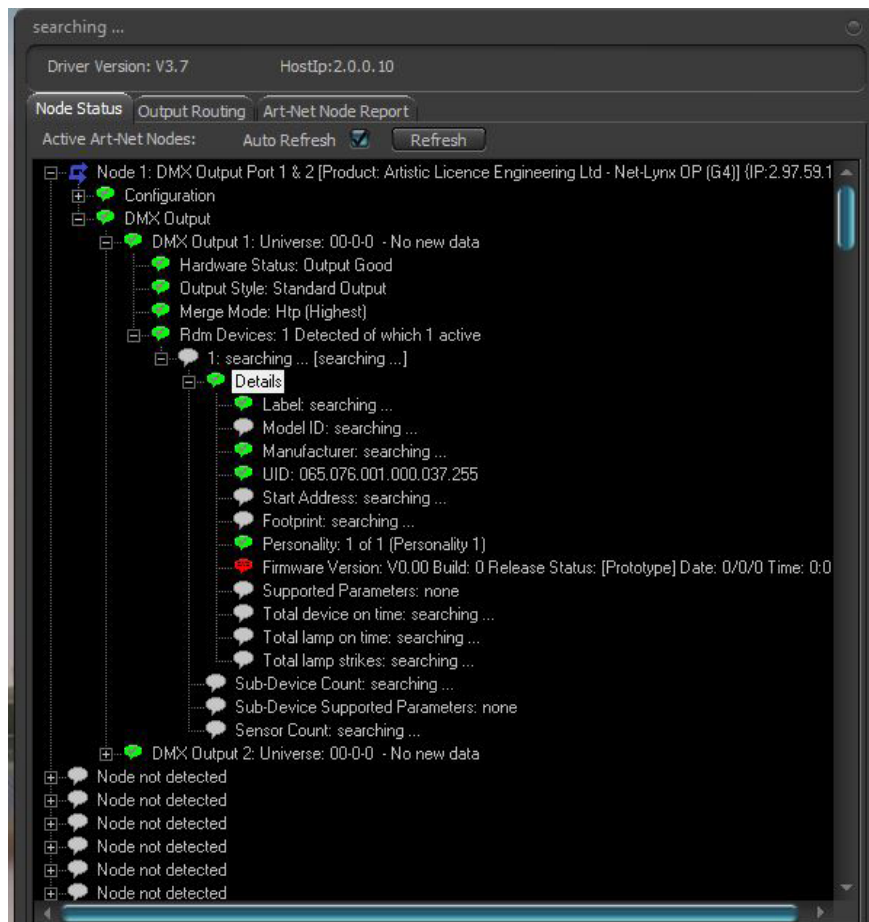 searching ...
Driver Version: V3.7 HostIp:2.0.0.10
Node Status Output Routing Art-Net Node Report
Active Art-Net Nodes: Auto Refresh Refresh
Node 1: DMX Output Port 1 & 2 [Product: Artistic Licence Engineering Ltd - Net-Lynx OP (G4)] {IP:2.97.59.1
Configuration
DMX Output
DMX Output 1: Universe: 00-0-0 - No new data
Hardware Status: Output Good
Output Style: Standard Output
Merge Mode: Htp (Highest)
Rdm Devices: 1 Detected of which 1 active
1: searching ... [searching ...]
Details
Label: searching ...
Model ID: searching ...
Manufacturer: searching ...
UID: 065.076.001.000.037.255
Start Address: searching ...
Footprint: searching ...
Personality: 1 of 1 (Personality 1)
Firmware Version: V0.00 Build: 0 Release Status: [Prototype] Date: 0/0/0 Time: 0:0
Supported Parameters: none
Total device on time: searching ...
Total lamp on time: searching ...
Total lamp strikes: searching ...
Sub-Device Count: searching ...
Sub-Device Supported Parameters: none
Sensor Count: searching ...
DMX Output 2: Universe: 00-0-0 - No new data
Node not detected
Node not detected
Node not detected
Node not detected
Node not detected
Node not detected